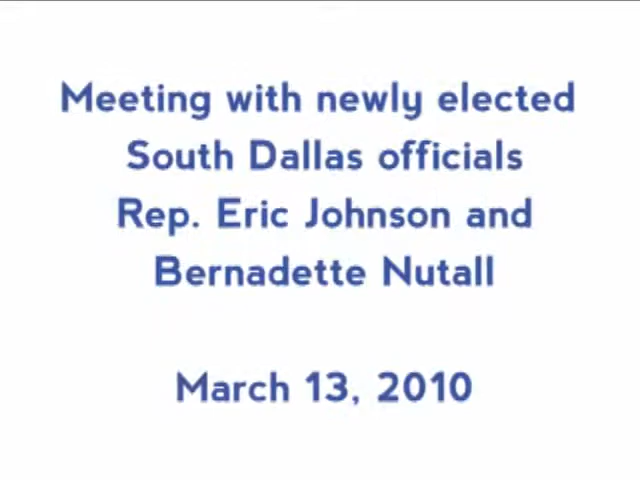 Meeting with newly elected
South Dallas officials
Rep. Eric Johnson and
Bernadette Nutall
March 13, 2010